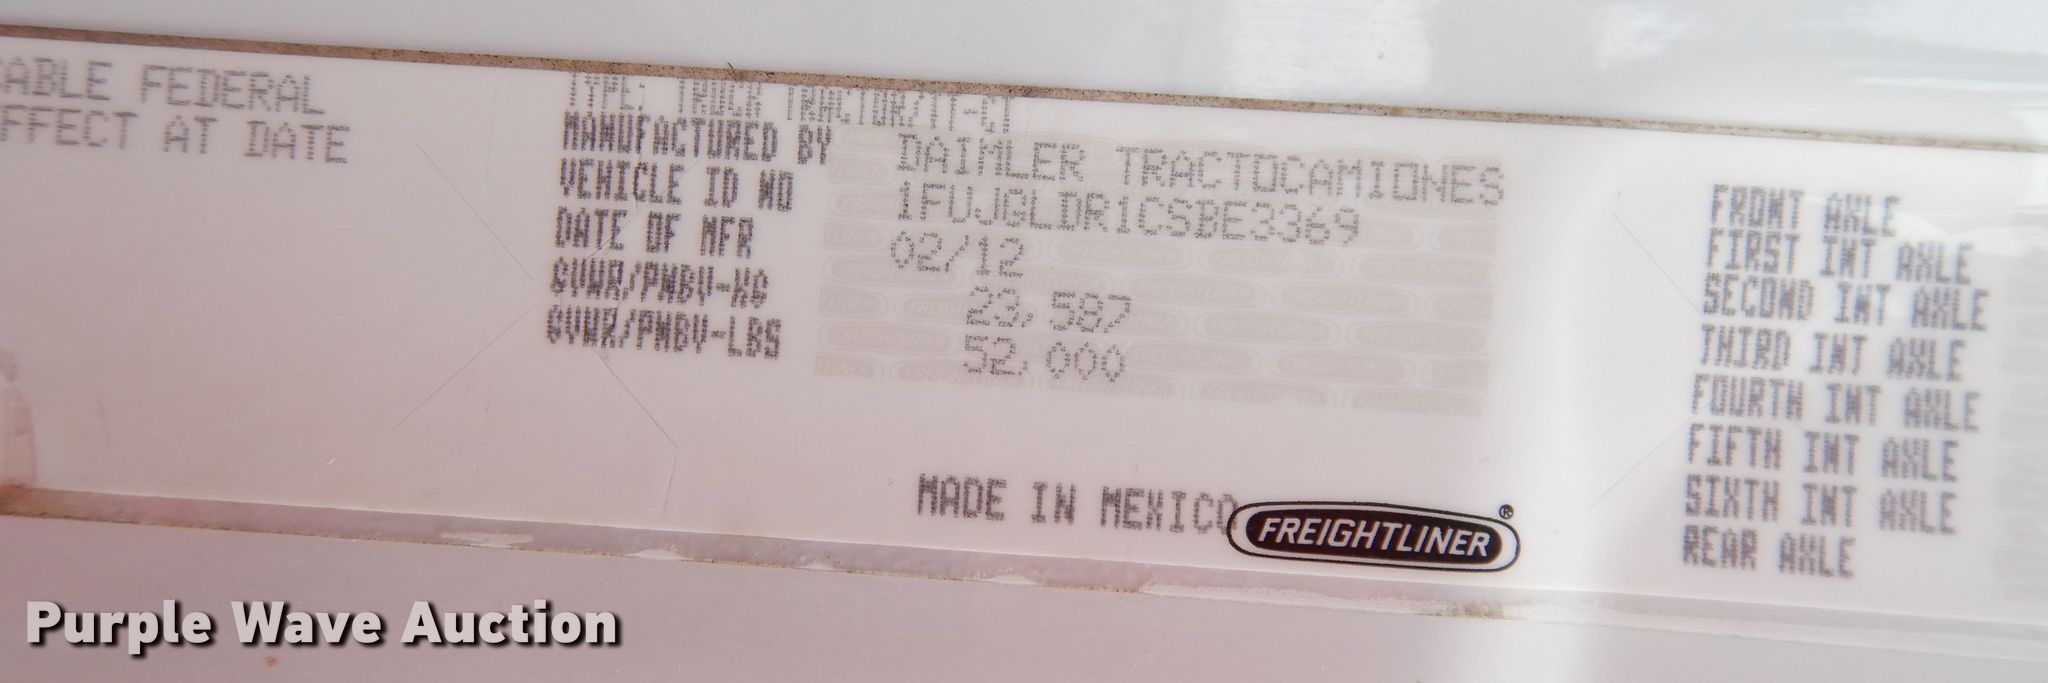 ABLE FEDERAL
FFECT AT DATE
TYPE: TRUCK TRACTOR
MANUFACTURED BY DAIMLER TRACTOCAMIONES
VEHICLE ID NO 1FUJGLDR1CSBE3369
DATE OF MFR 02/12
GVWR/PNBV-KG 23,587
GVWR/PNBV-LBS 52,000
MADE IN MEXICO
FREIGHTLINER®
FRONT AXLE
FIRST INT AXLE
SECOND INT AXLE
THIRD INT AXLE
FOURTH INT AXLE
FIFTH INT AXLE
SIXTH INT AXLE
REAR AXLE
Purple Wave Auction